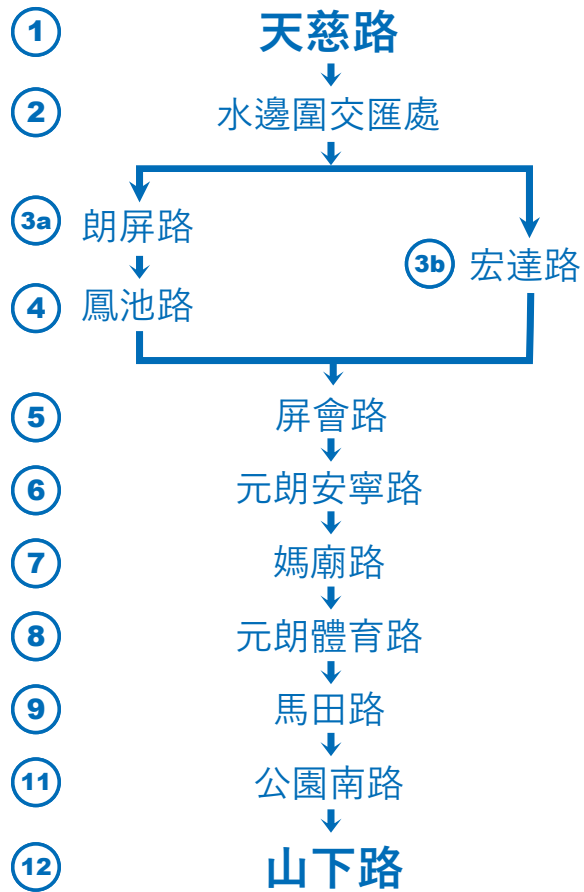 1 天慈路
2 水邊圍交匯處
3a 朗屏路
3b 宏達路
4 鳳池路
5 屏會路
6 元朗安寧路
7 媽廟路
8 元朗體育路
9 馬田路
11 公園南路
12 山下路